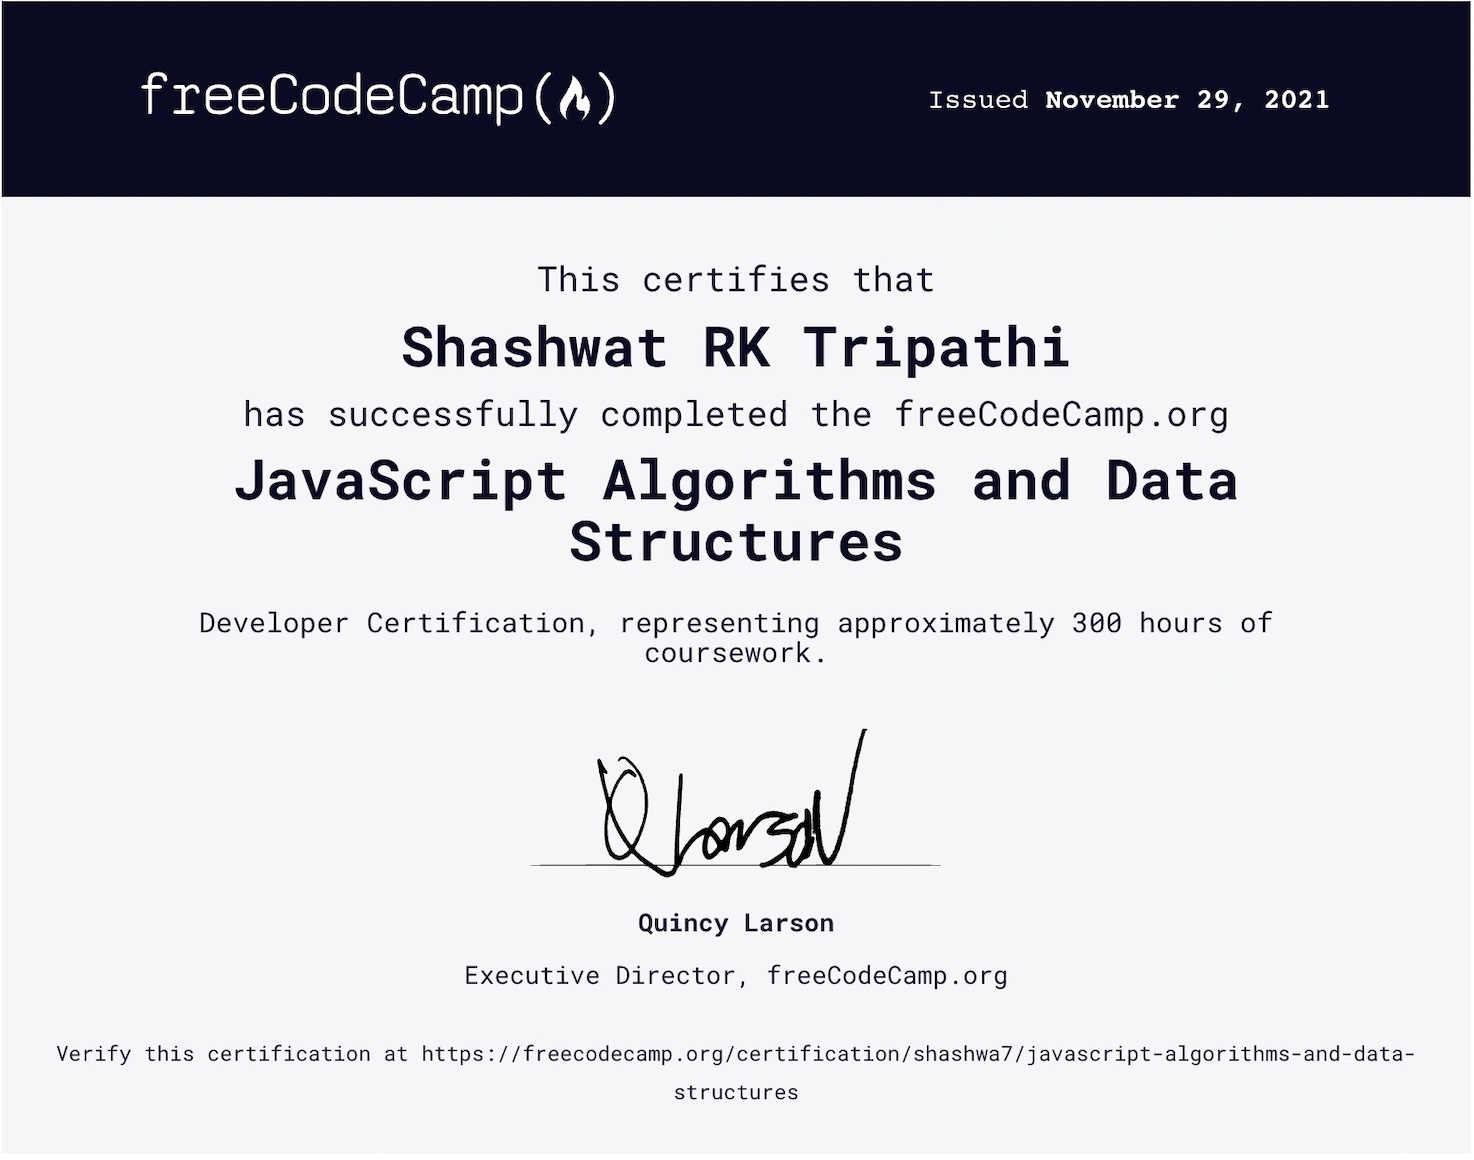 freeCodeCamp(🔥)
Issued November 29, 2021
This certifies that
Shashwat RK Tripathi
has successfully completed the freeCodeCamp.org
JavaScript Algorithms and Data
Structures
Developer Certification, representing approximately 300 hours of
coursework.
Q Larson
Quincy Larson
Executive Director, freeCodeCamp.org
Verify this certification at https://freecodecamp.org/certification/shashwa7/javascript-algorithms-and-data-
structures